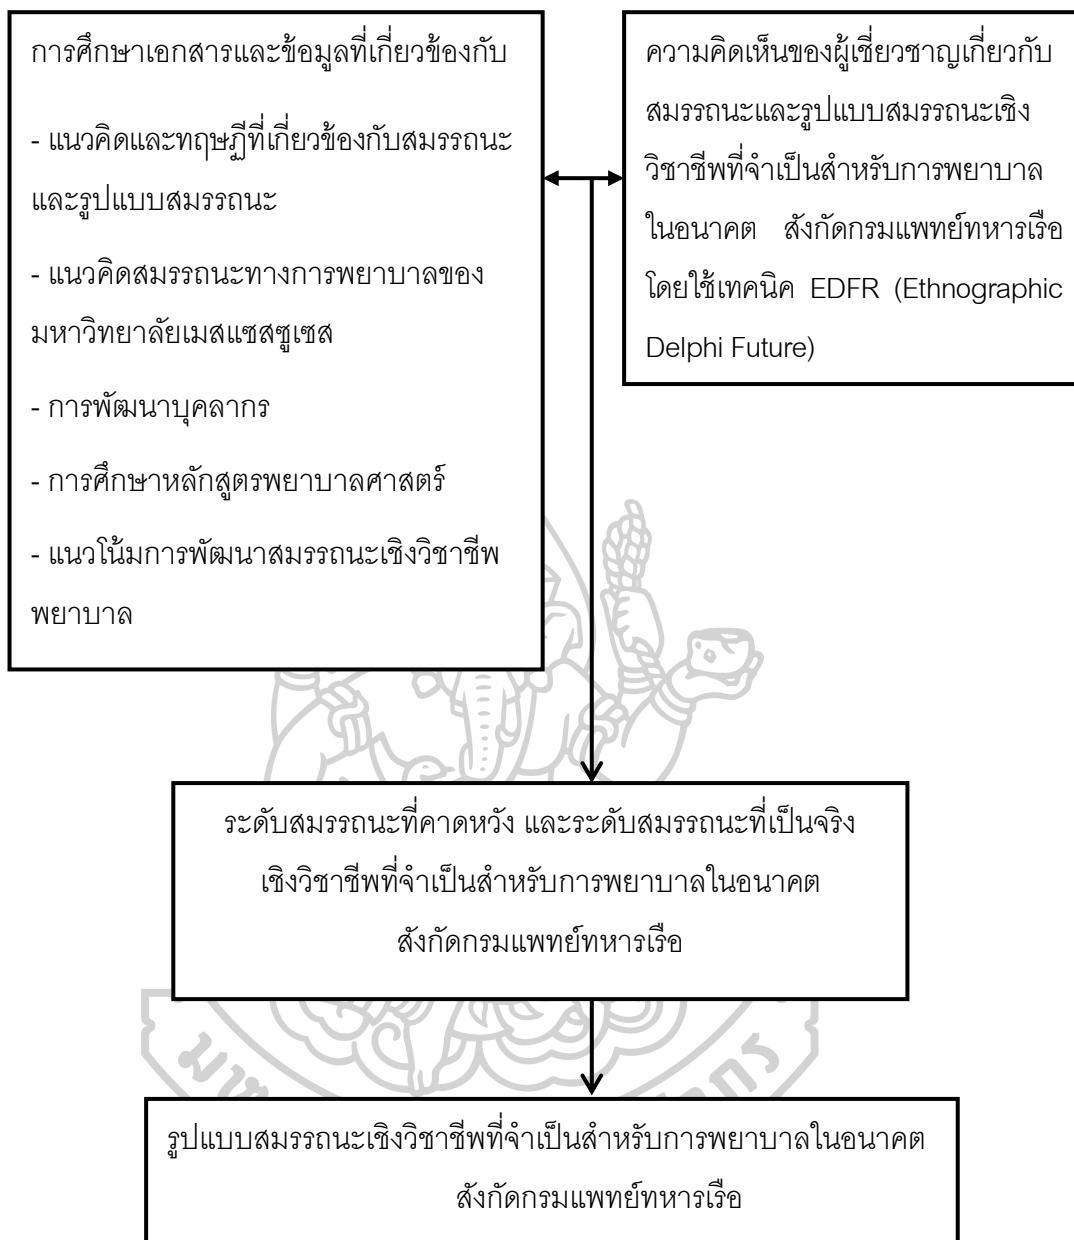 การศึกษาเอกสารและข้อมูลที่เกี่ยวข้องกับ
- แนวคิดและทฤษฎีที่เกี่ยวข้องกับสมรรถนะ
และรูปแบบสมรรถนะ
- แนวคิดสมรรถนะทางการพยาบาลของ
มหาวิทยาลัยเมสแซสซูเซส
- การพัฒนาบุคลากร
- การศึกษาหลักสูตรพยาบาลศาสตร์
- แนวโน้มการพัฒนาสมรรถนะเชิงวิชาชีพ
พยาบาล
ความคิดเห็นของผู้เชี่ยวชาญเกี่ยวกับ
สมรรถนะและรูปแบบสมรรถนะเชิง
วิชาชีพที่จำเป็นสำหรับการพยาบาล
ในอนาคต สังกัดกรมแพทย์ทหารเรือ
โดยใช้เทคนิค EDFR (Ethnographic
Delphi Future)
ระดับสมรรถนะที่คาดหวัง และระดับสมรรถนะที่เป็นจริง
เชิงวิชาชีพที่จำเป็นสำหรับการพยาบาลในอนาคต
สังกัดกรมแพทย์ทหารเรือ
รูปแบบสมรรถนะเชิงวิชาชีพที่จำเป็นสำหรับการพยาบาลในอนาคต
สังกัดกรมแพทย์ทหารเรือ